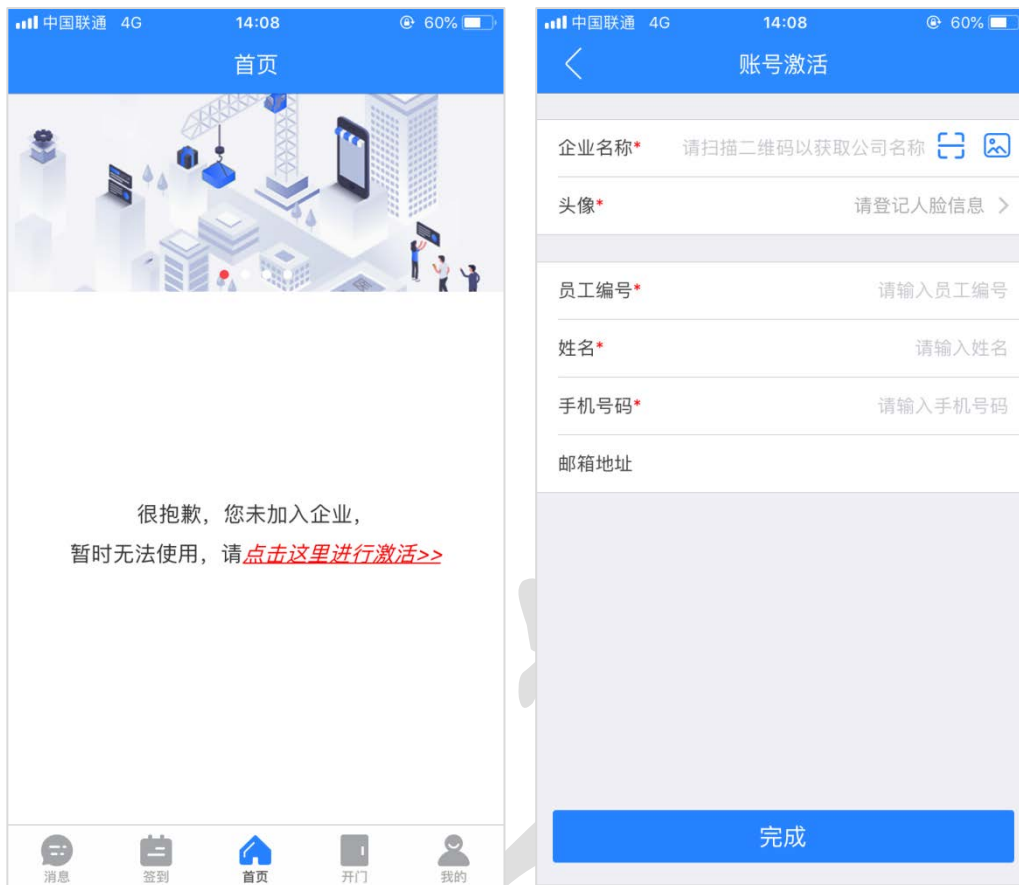 中国联通 4G 14:08 60%
首页
很抱歉，您未加入企业，
暂时无法使用，请点击这里进行激活>>
消息 签到 首页 开门 我的
中国联通 4G 14:08 60%
账号激活
企业名称* 请扫描二维码以获取公司名称
头像* 请登记人脸信息
员工编号* 请输入员工编号
姓名* 请输入姓名
手机号码* 请输入手机号码
邮箱地址
完成